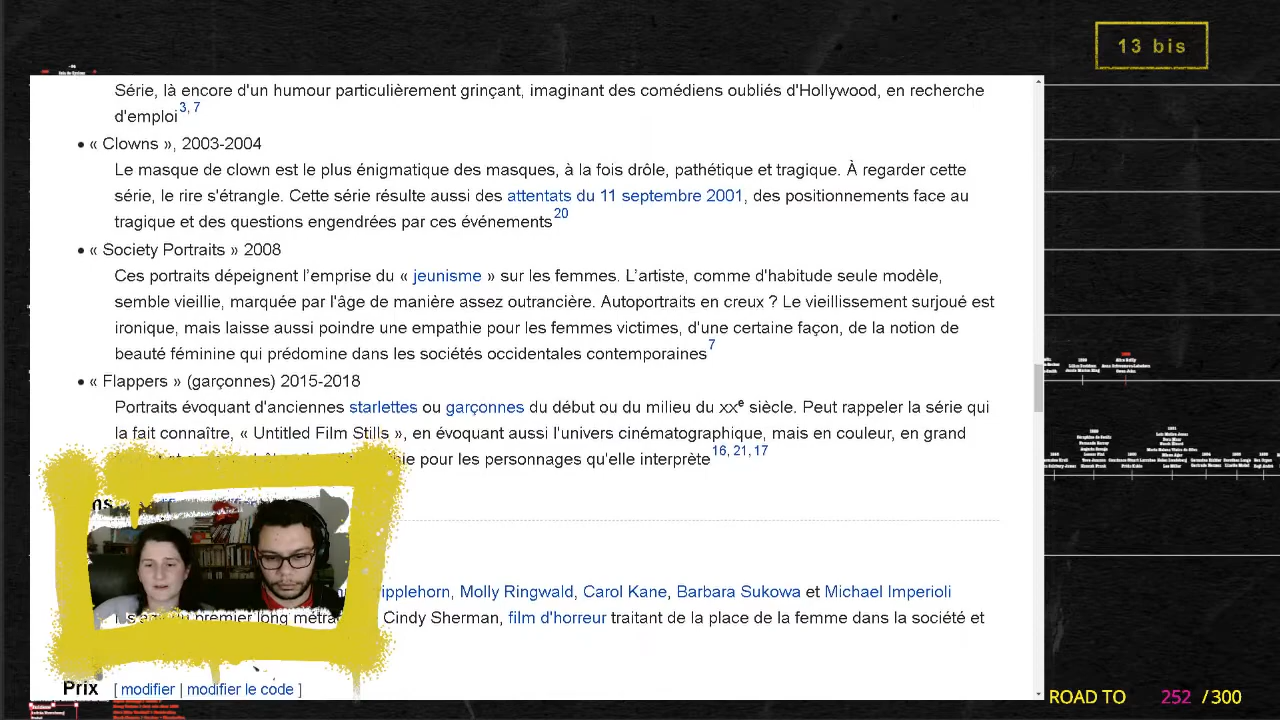 13 bis
Série, là encore d'un humour particulièrement grinçant, imaginant des comédiens oubliés d'Hollywood, en recherche
d'emploi3, 7
• « Clowns », 2003-2004
Le masque de clown est le plus énigmatique des masques, à la fois drôle, pathétique et tragique. À regarder cette
série, le rire s'étrangle. Cette série résulte aussi des attentats du 11 septembre 2001, des positionnements face au
tragique et des questions engendrées par ces événements20
• « Society Portraits » 2008
Ces portraits dépeignent l’emprise du « jeunisme » sur les femmes. L’artiste, comme d'habitude seule modèle,
semble vieillie, marquée par l'âge de manière assez outrancière. Autoportraits en creux ? Le vieillissement surjoué est
ironique, mais laisse aussi poindre une empathie pour les femmes victimes, d'une certaine façon, de la notion de
beauté féminine qui prédomine dans les sociétés occidentales contemporaines7
• « Flappers » (garçonnes) 2015-2018
Portraits évoquant d'anciennes starlettes ou garçonnes du début ou du milieu du XXe siècle. Peut rappeler la série qui
la fait connaître, « Untitled Film Stills », en évoquant aussi l'univers cinématographique, mais en couleur, en grand
pour les personnages qu'elle interprète16, 21, 17
ipplehorn, Molly Ringwald, Carol Kane, Barbara Sukowa et Michael Imperioli
premier long métra Cindy Sherman, film d'horreur traitant de la place de la femme dans la société et
Prix [ modifier | modifier le code ]
ROAD TO 252 / 300